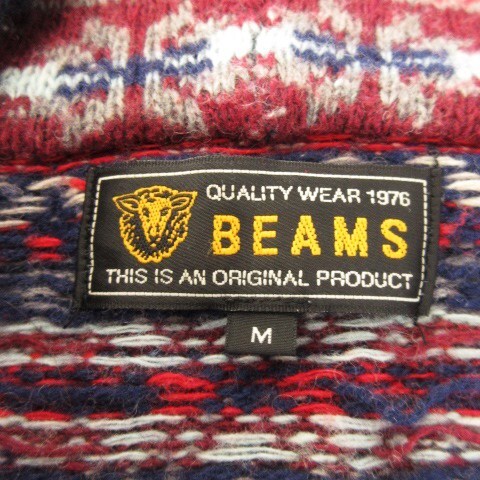 QUALITY WEAR 1976
BEAMS
THIS IS AN ORIGINAL PRODUCT
M